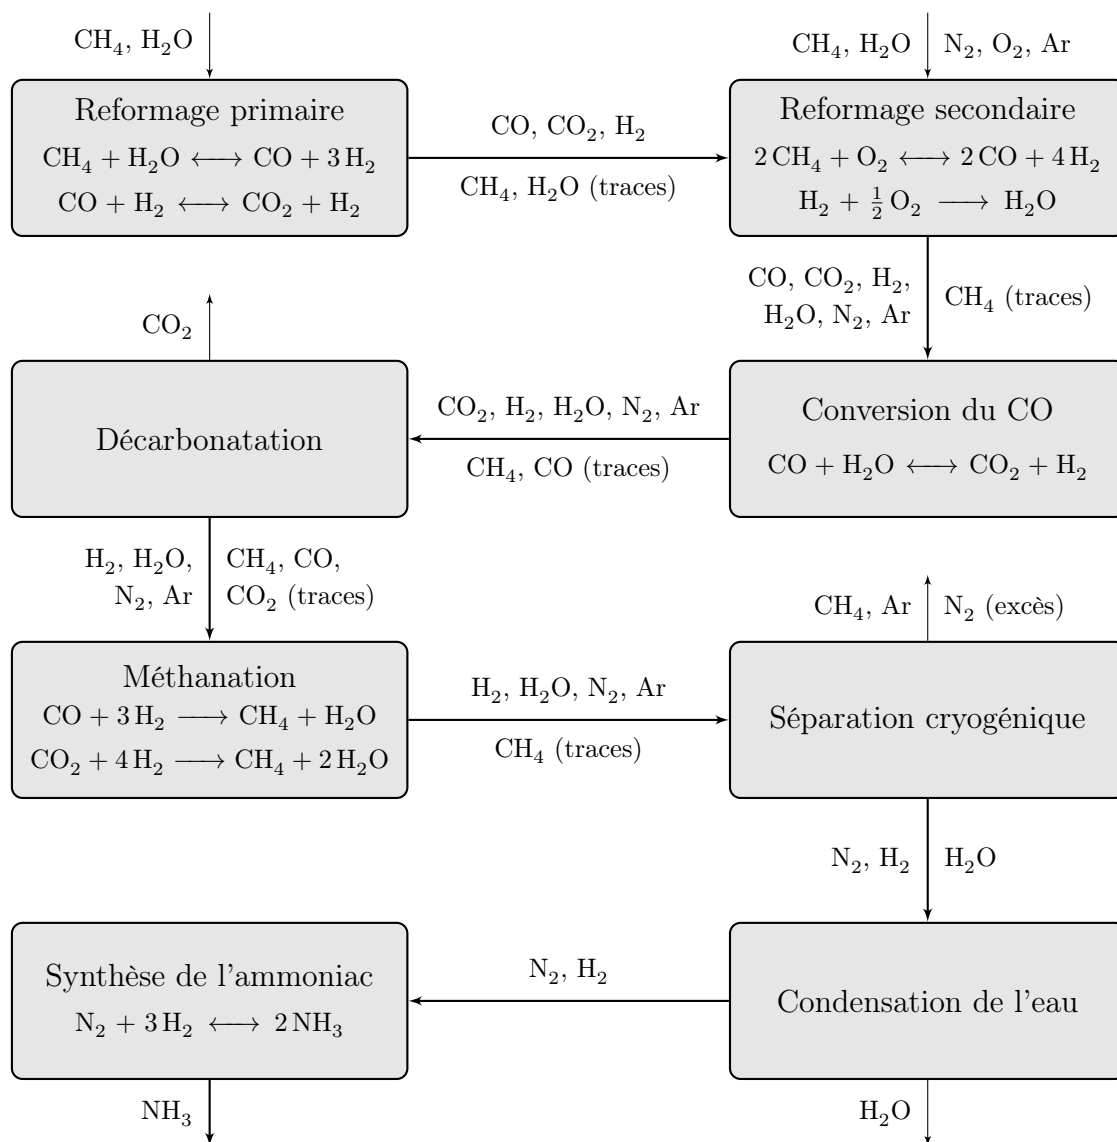 CH₄, H₂O
CH₄, H₂O
N₂, O₂, Ar
Reformage primaire
CH₄ + H₂O ⟷ CO + 3 H₂
CO + H₂ ⟷ CO₂ + H₂
CO, CO₂, H₂
CH₄, H₂O (traces)
Reformage secondaire
2 CH₄ + O₂ ⟷ 2 CO + 4 H₂
H₂ + ½ O₂ ⟶ H₂O
CO, CO₂, H₂,
H₂O, N₂, Ar
CH₄ (traces)
Conversion du CO
CO + H₂O ⟷ CO₂ + H₂
CO₂, H₂, H₂O, N₂, Ar
CH₄, CO (traces)
CO₂
Décarbonatation
H₂, H₂O,
N₂, Ar
CH₄, CO,
CO₂ (traces)
Méthanation
CO + 3 H₂ ⟶ CH₄ + H₂O
CO₂ + 4 H₂ ⟶ CH₄ + 2 H₂O
H₂, H₂O, N₂, Ar
CH₄ (traces)
CH₄, Ar
N₂ (excès)
Séparation cryogénique
N₂, H₂
H₂O
Condensation de l'eau
H₂O
N₂, H₂
Synthèse de l'ammoniac
N₂ + 3 H₂ ⟷ 2 NH₃
NH₃